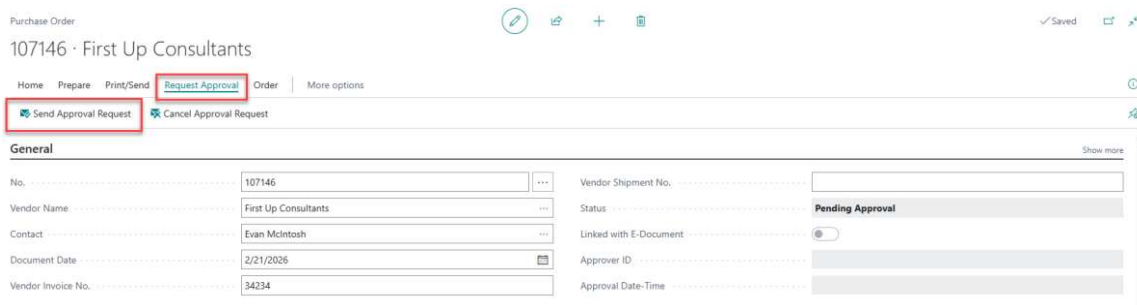 Purchase Order
✓ Saved
107146 · First Up Consultants
Home Prepare Print/Send Request Approval Order More options
Send Approval Request Cancel Approval Request
General Show more
No. 107146 Vendor Shipment No.
Vendor Name First Up Consultants Status Pending Approval
Contact Evan McIntosh Linked with E-Document
Document Date 2/21/2026 Approver ID
Vendor Invoice No. 34234 Approval Date-Time